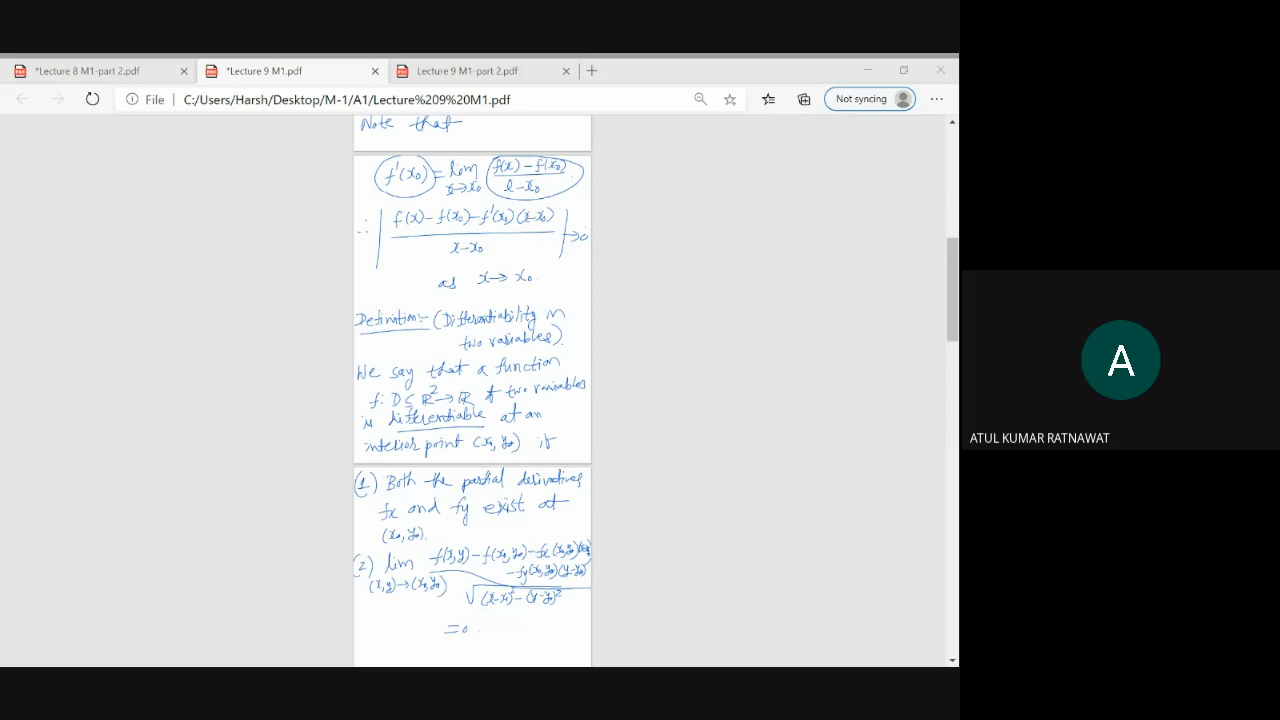 *Lecture 8 M1-part 2.pdf
*Lecture 9 M1.pdf
Lecture 9 M1-part 2.pdf
File
C:/Users/Harsh/Desktop/M-1/A1/Lecture%209%20M1.pdf
Not syncing
Note that
f'(x₀) = lim x→x₀ (f(x) - f(x₀))/(x - x₀)
∴ |(f(x) - f(x₀) - f'(x₀)(x-x₀))/(x-x₀)| → 0
as x → x₀.
Definition:- (Differentiability in
two variables).
We say that a function
f: D ⊆ ℝ² → ℝ of two variables
is differentiable at an
interior point (x₀, y₀) if
(1) Both the partial derivatives
fx and fy exist at
(x₀, y₀).
(2) lim (x,y)→(x₀,y₀) (f(x,y) - f(x₀,y₀) - fx(x₀,y₀)(x-x₀)
- fy(x₀,y₀)(y-y₀))
/√((x-x₀)² - (y-y₀)²)
= 0.
A
ATUL KUMAR RATNAWAT